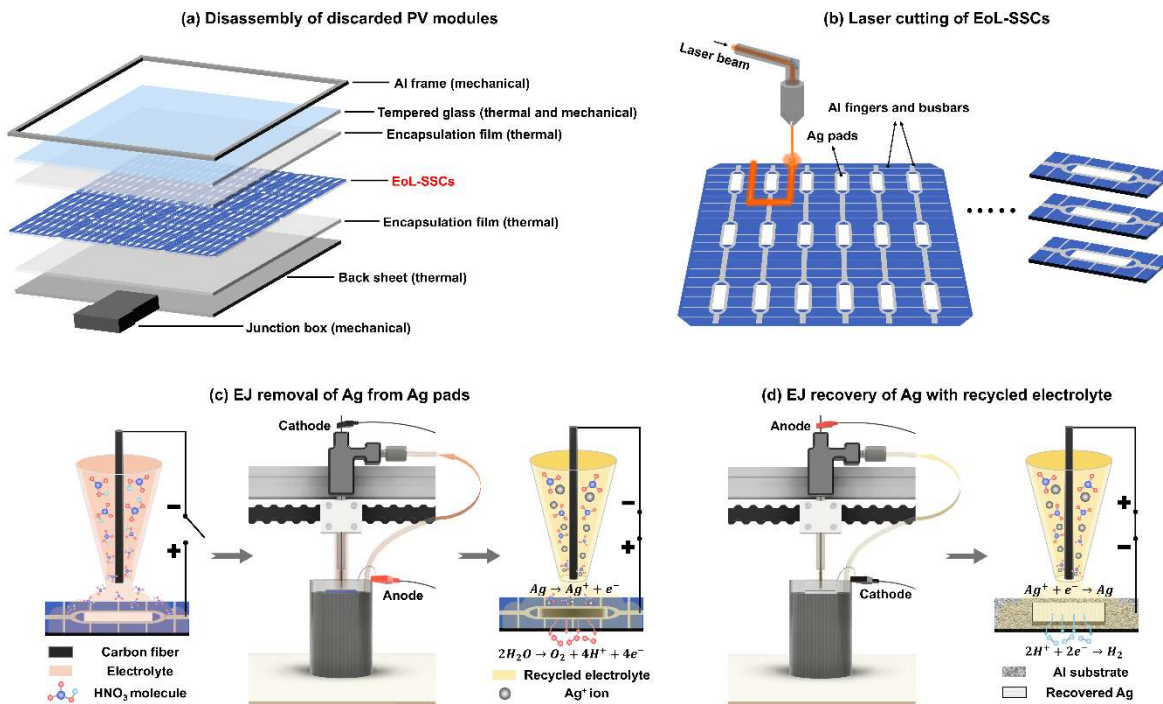 (a) Disassembly of discarded PV modules
Al frame (mechanical)
Tempered glass (thermal and mechanical)
Encapsulation film (thermal)
EoL-SSCs
Encapsulation film (thermal)
Back sheet (thermal)
Junction box (mechanical)
(b) Laser cutting of EoL-SSCs
Laser beam
Al fingers and busbars
Ag pads
(c) EJ removal of Ag from Ag pads
Cathode
−
+
Anode
−
+
Ag → Ag⁺ + e⁻
2H₂O → O₂ + 4H⁺ + 4e⁻
Carbon fiber
Electrolyte
HNO₃ molecule
Recycled electrolyte
Ag⁺ ion
(d) EJ recovery of Ag with recycled electrolyte
Anode
Cathode
+
−
Ag⁺ + e⁻ → Ag
2H⁺ + 2e⁻ → H₂
Al substrate
Recovered Ag